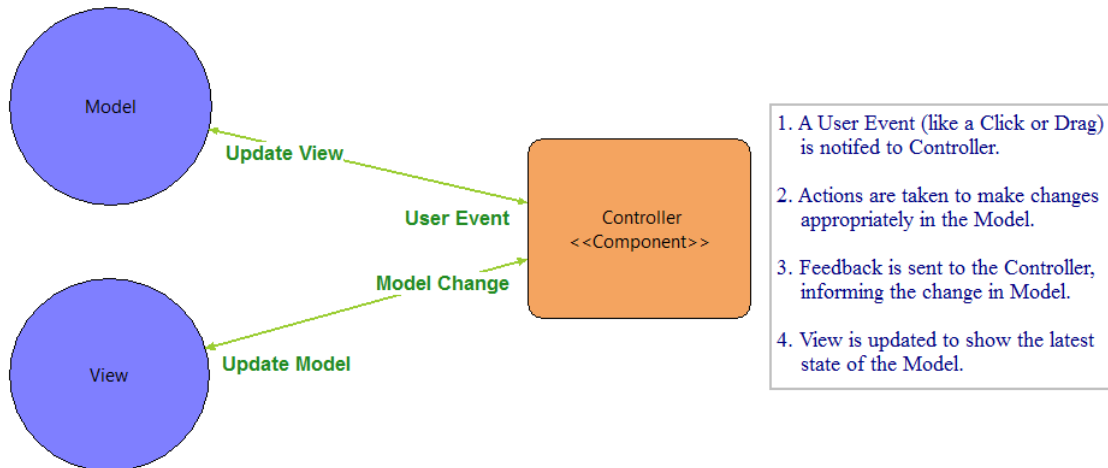 Model
Update View
User Event
Controller
<<Component>>
Model Change
Update Model
View
1. A User Event (like a Click or Drag)
is notifed to Controller.
2. Actions are taken to make changes
appropriately in the Model.
3. Feedback is sent to the Controller,
informing the change in Model.
4. View is updated to show the latest
state of the Model.